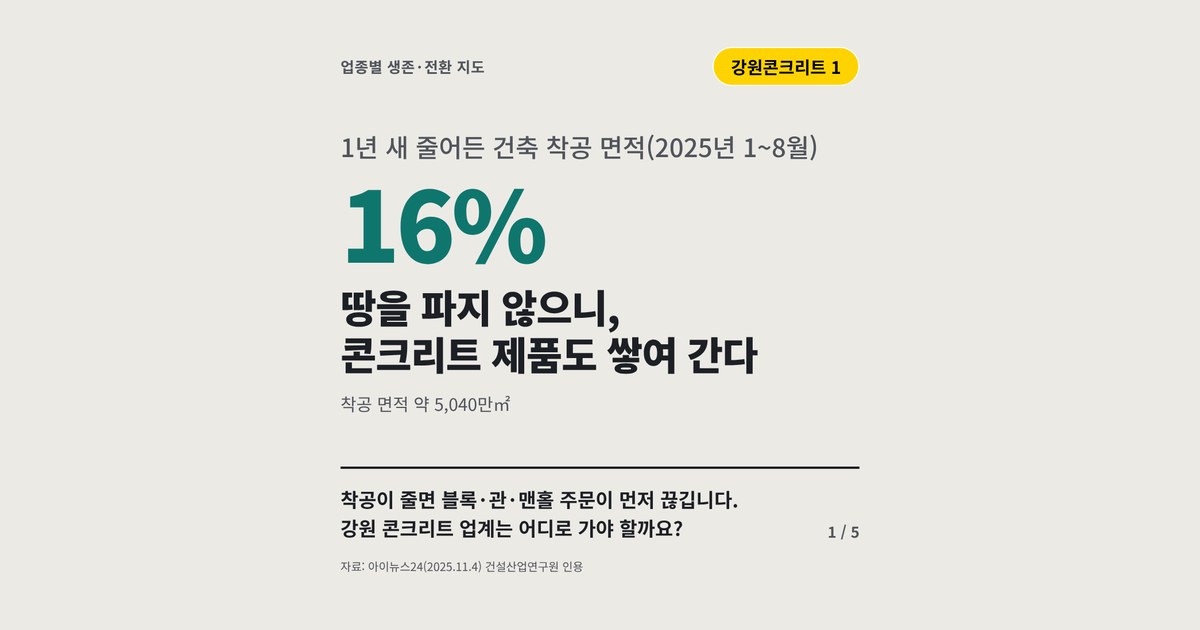 업종별 생존·전환 지도
강원콘크리트 1
1년 새 줄어든 건축 착공 면적(2025년 1~8월)
16%
땅을 파지 않으니,
콘크리트 제품도 쌓여 간다
착공 면적 약 5,040만㎡
착공이 줄면 블록·관·맨홀 주문이 먼저 끊깁니다.
강원 콘크리트 업계는 어디로 가야 할까요?
1 / 5
자료: 아이뉴스24(2025.11.4) 건설산업연구원 인용